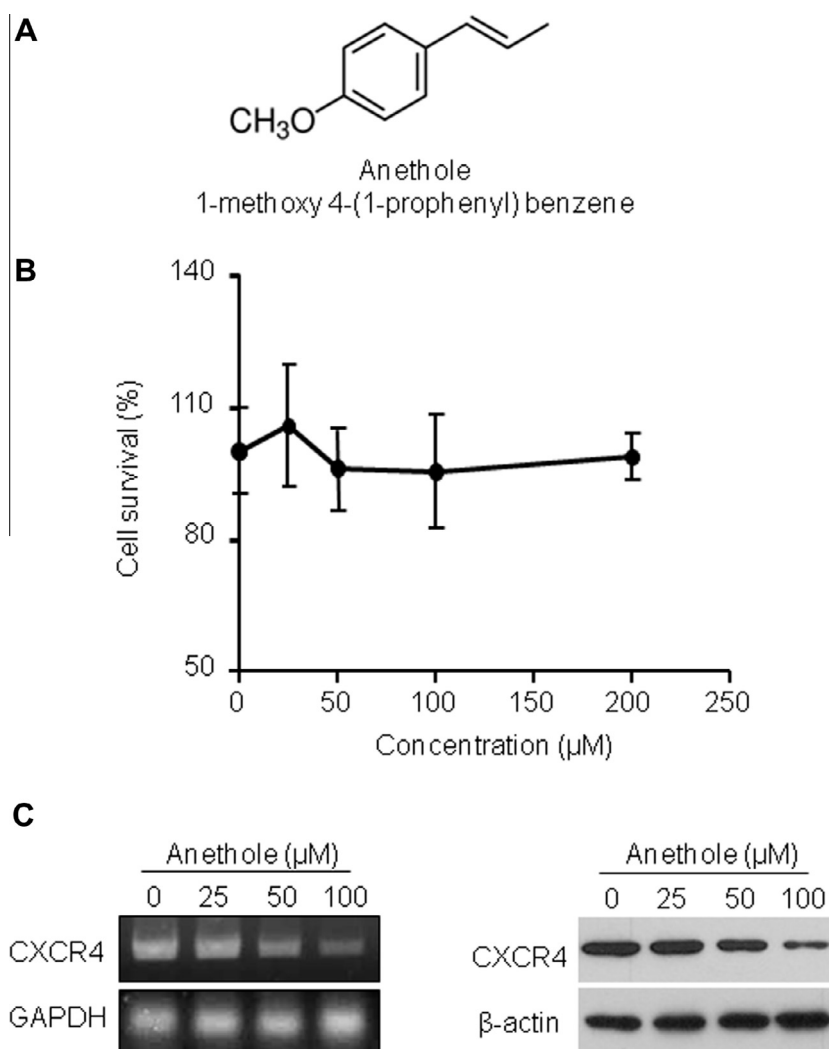 A
CH3O
Anethole
1-methoxy 4-(1-prophenyl) benzene
B
140
110
80
50
Cell survival (%)
0 50 100 150 200 250
Concentration (µM)
C
Anethole (µM)
0 25 50 100
CXCR4
GAPDH
Anethole (µM)
0 25 50 100
CXCR4
β-actin